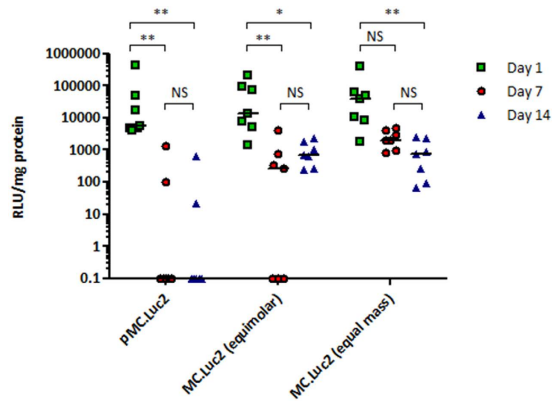 ** * **
** ** NS
NS NS NS
1000000
100000
10000
1000
100
10
1
0.1
RLU/mg protein
pMC.Luc2
MC.Luc2 (equimolar)
MC.Luc2 (equal mass)
Day 1
Day 7
Day 14